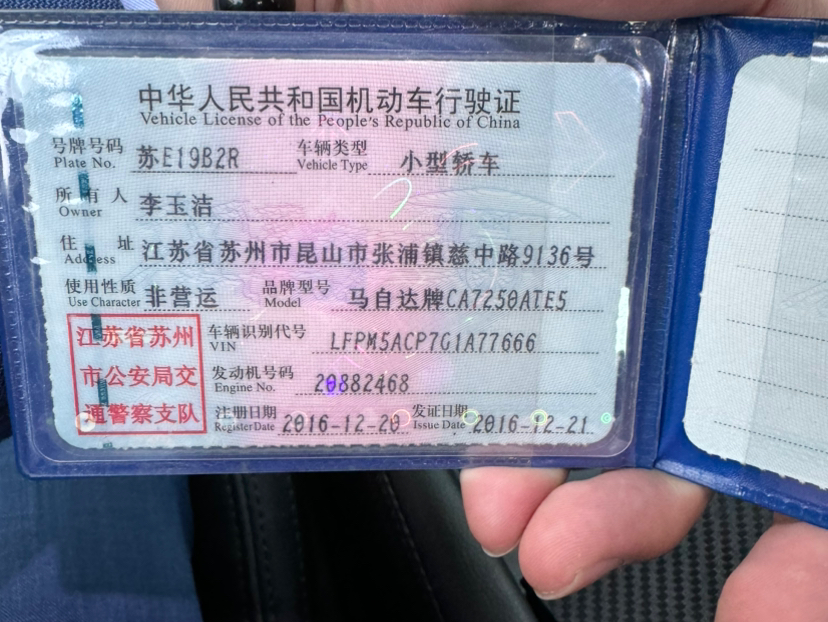 中华人民共和国机动车行驶证
Vehicle License of the People's Republic of China
号牌号码 苏E19B2R 车辆类型 小型轿车
Plate No. Vehicle Type
所有人 李玉洁
Owner
住址 江苏省苏州市昆山市张浦镇慈中路9136号
Address
使用性质 非营运 品牌型号 马自达牌CA7250ATE5
Use Character Model
江苏省苏州
市公安局交
通警察支队
车辆识别代号 LFPM5ACP7G1A77666
VIN
发动机号码 20882468
Engine No.
注册日期 2016-12-20 发证日期 2016-12-21
Register Date Issue Date